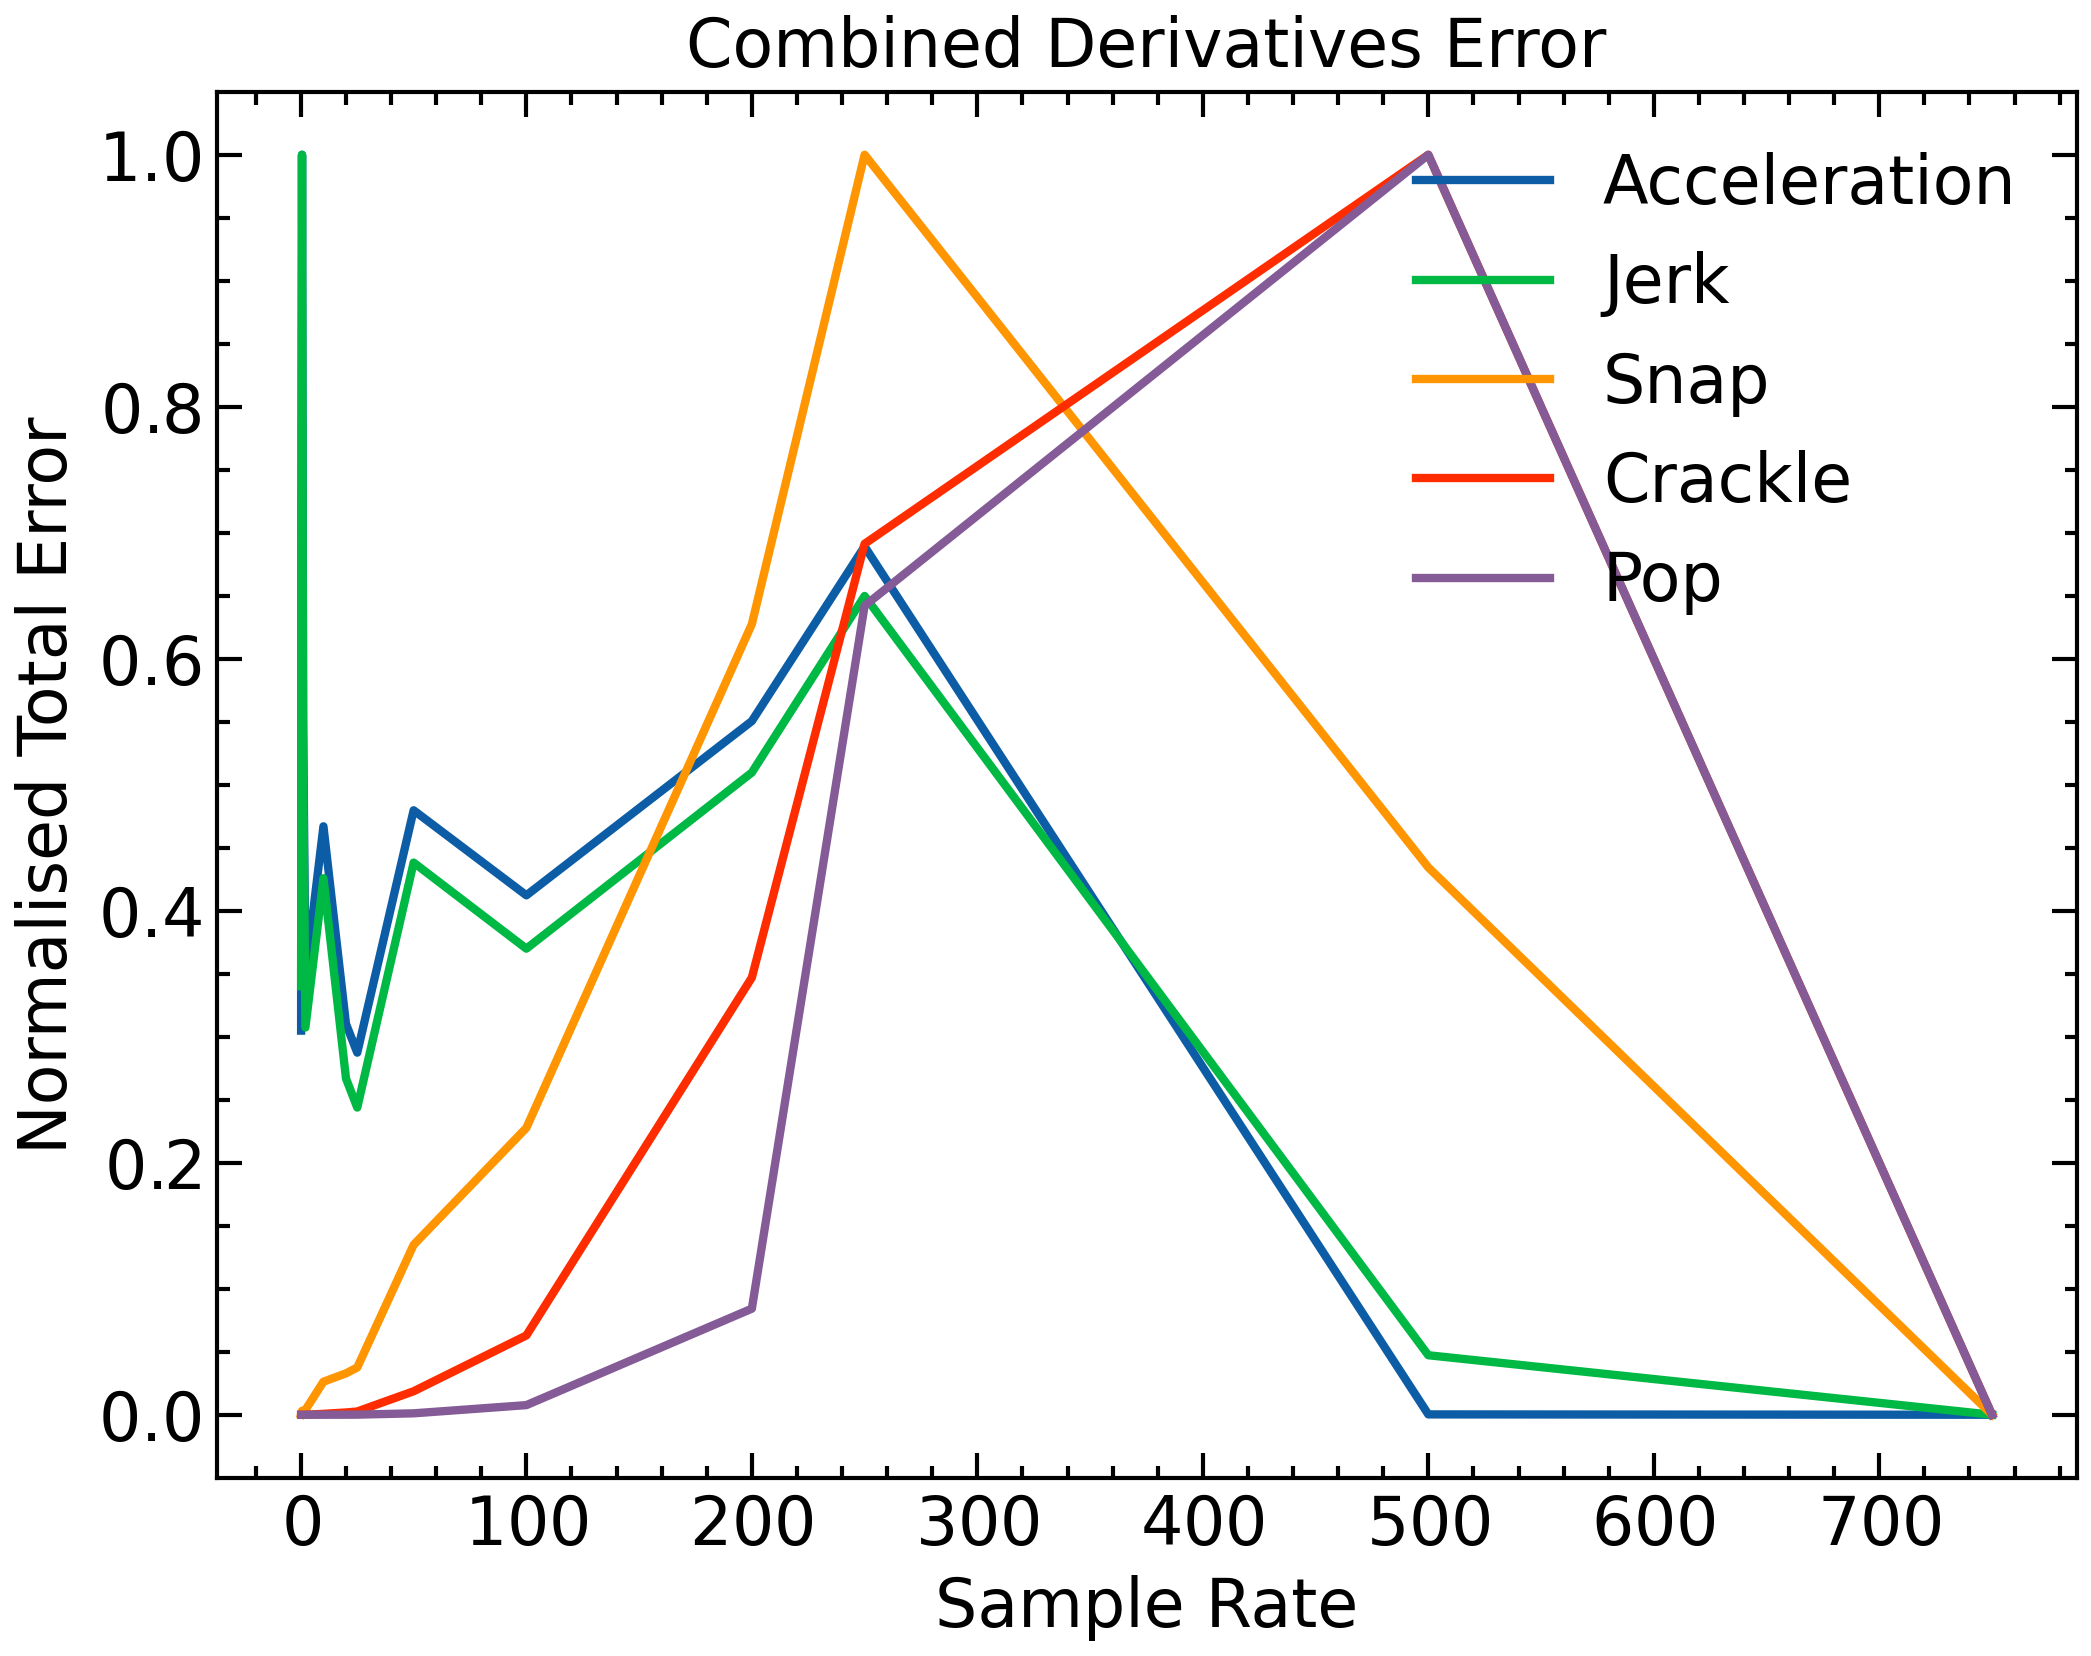 Combined Derivatives Error
Normalised Total Error
1.0
0.8
0.6
0.4
0.2
0.0
Acceleration
Jerk
Snap
Crackle
Pop
0 100 200 300 400 500 600 700
Sample Rate